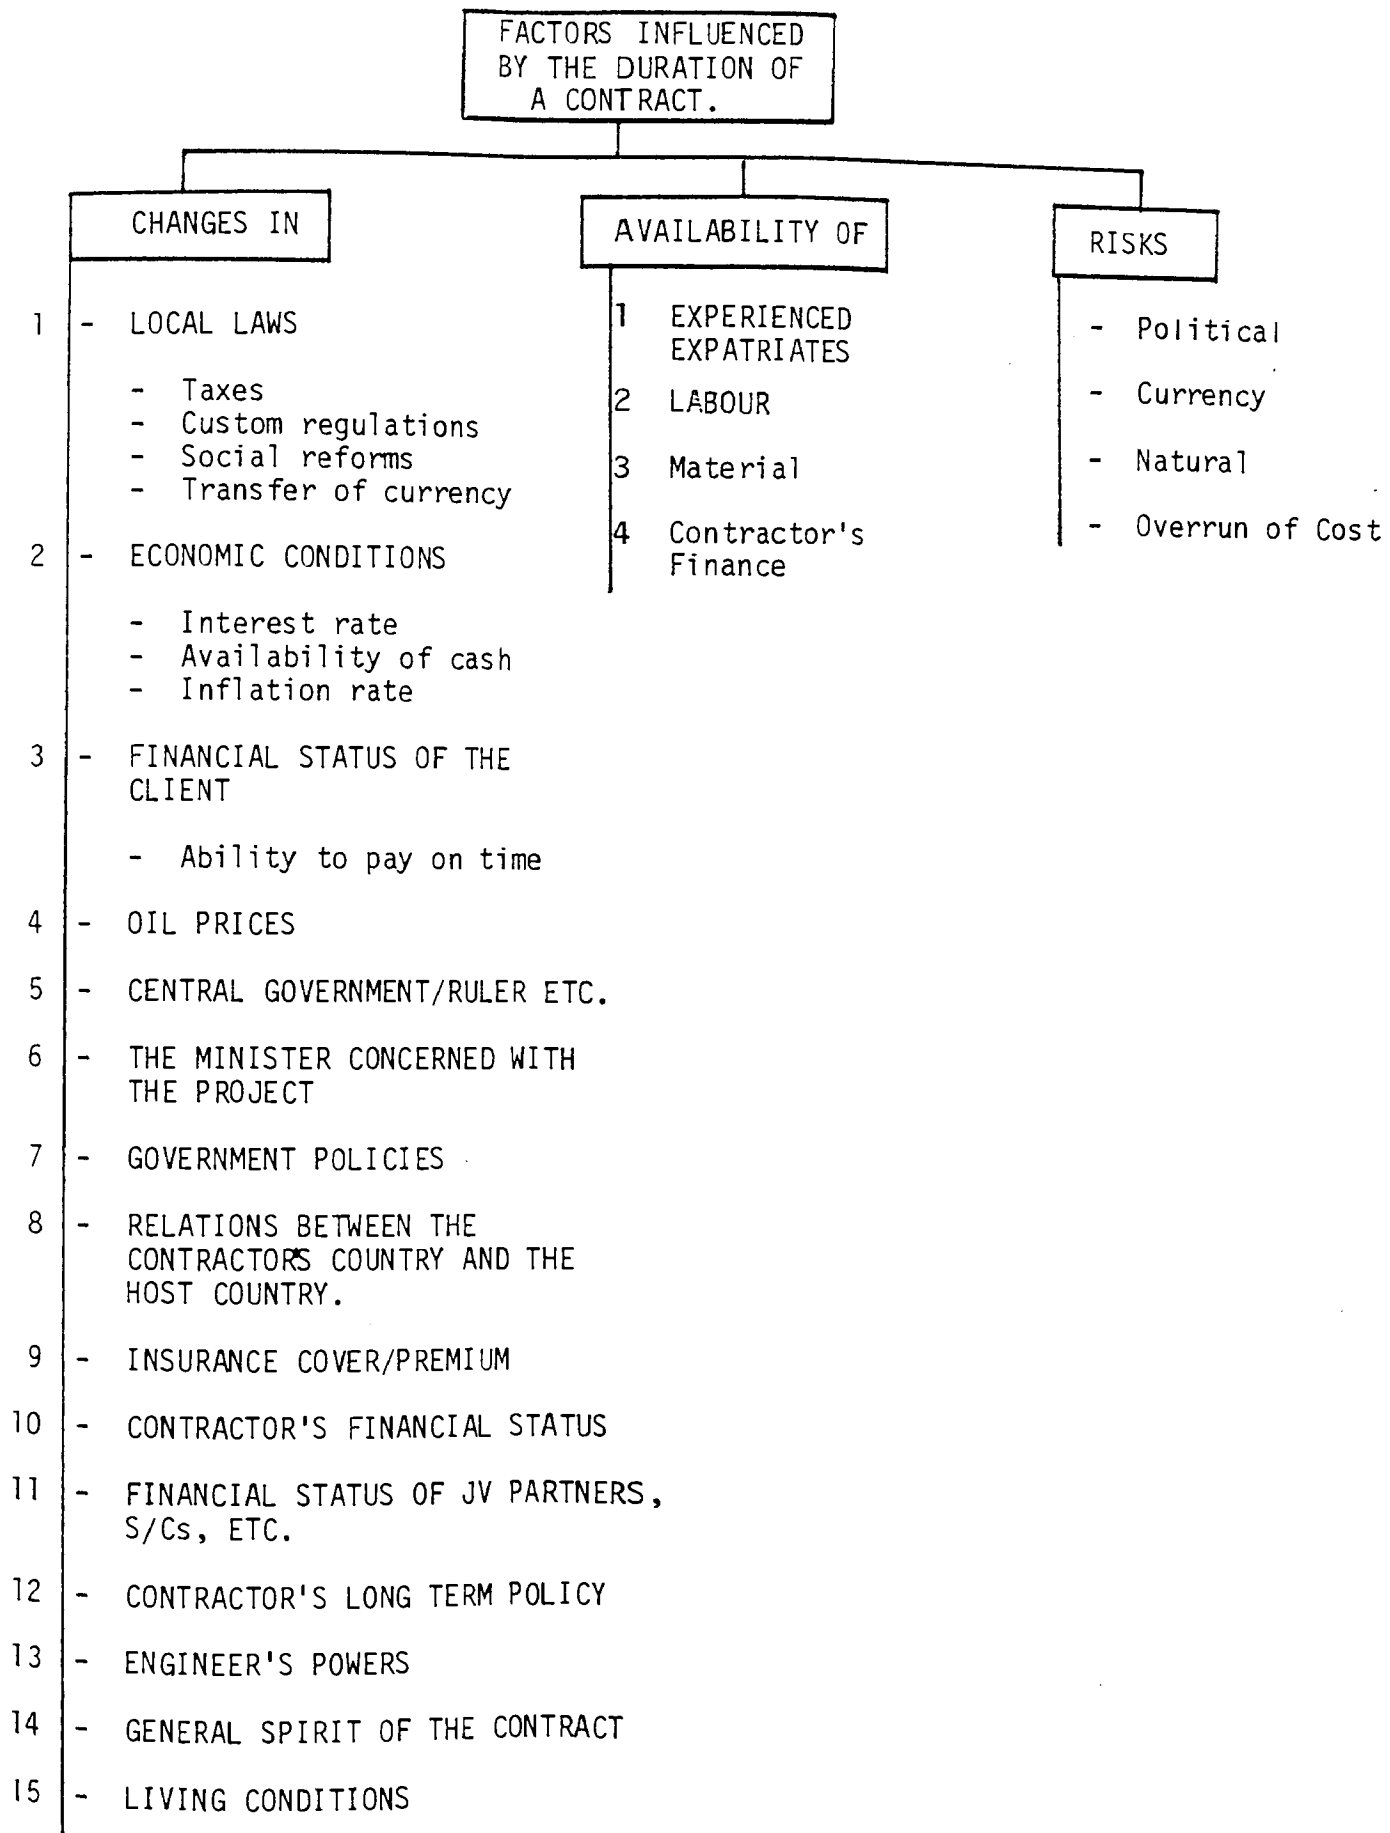 FACTORS INFLUENCED
BY THE DURATION OF
A CONTRACT.
CHANGES IN
1 - LOCAL LAWS
- Taxes
- Custom regulations
- Social reforms
- Transfer of currency
2 - ECONOMIC CONDITIONS
- Interest rate
- Availability of cash
- Inflation rate
3 - FINANCIAL STATUS OF THE
CLIENT
- Ability to pay on time
4 - OIL PRICES
5 - CENTRAL GOVERNMENT/RULER ETC.
6 - THE MINISTER CONCERNED WITH
THE PROJECT
7 - GOVERNMENT POLICIES
8 - RELATIONS BETWEEN THE
CONTRACTOR'S COUNTRY AND THE
HOST COUNTRY.
9 - INSURANCE COVER/PREMIUM
10 - CONTRACTOR'S FINANCIAL STATUS
11 - FINANCIAL STATUS OF JV PARTNERS,
S/Cs, ETC.
12 - CONTRACTOR'S LONG TERM POLICY
13 - ENGINEER'S POWERS
14 - GENERAL SPIRIT OF THE CONTRACT
15 - LIVING CONDITIONS
AVAILABILITY OF
1 EXPERIENCED
EXPATRIATES
2 LABOUR
3 Material
4 Contractor's
Finance
RISKS
- Political
- Currency
- Natural
- Overrun of Cost